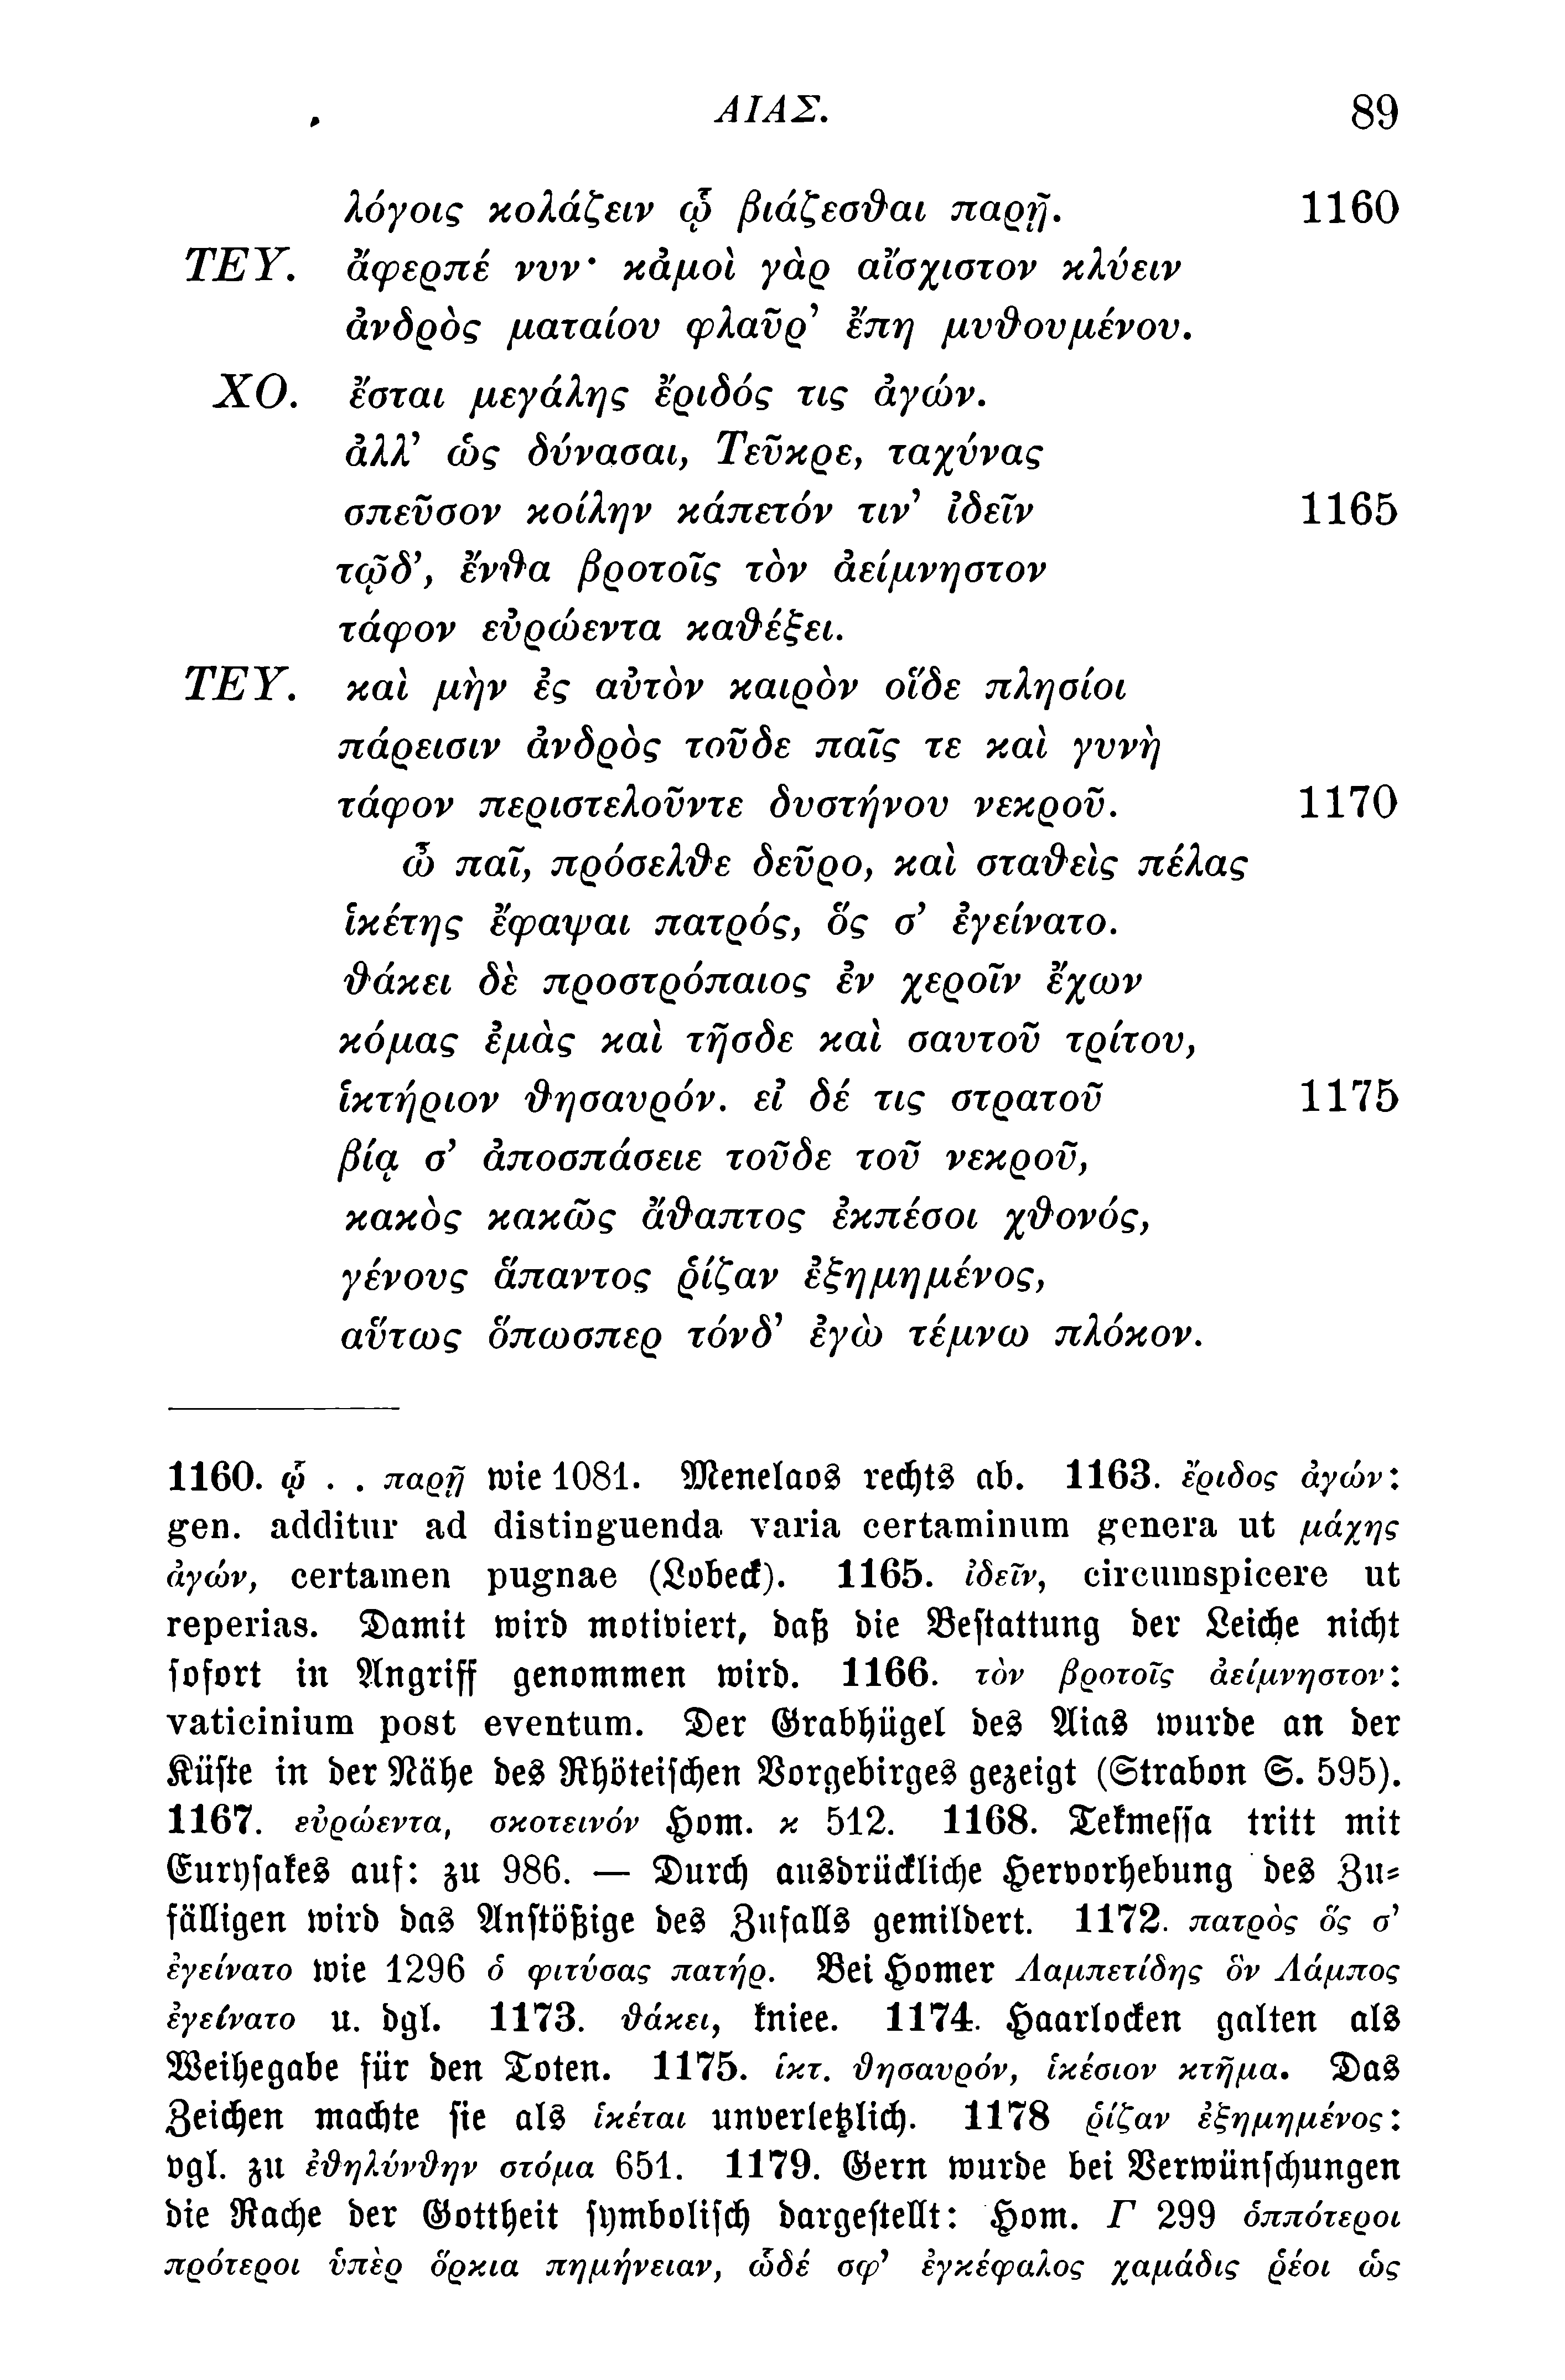 ΑΙΑΣ. 89
λόγοις κολάζειν ᾧ βιάζεσθαι παρῇ. 1160
ΤΕΥ. ἄφερπέ νυν· κἀμοὶ γὰρ αἴσχιστον κλύειν
ἀνδρὸς ματαίου φλαῦρ’ ἔπη μυθουμένου.
ΧΟ. ἔσται μεγάλης ἔριδός τις ἀγών.
ἀλλ’ ὡς δύνασαι, Τεῦκρε, ταχύνας
σπεῦσον κοίλην κάπετόν τιν’ ἰδεῖν 1165
τῷδ’, ἔνθα βροτοῖς τὸν ἀείμνηστον
τάφον εὐρώεντα καθέξει.
ΤΕΥ. καὶ μὴν ἐς αὐτὸν καιρὸν οἵδε πλησίοι
πάρεισιν ἀνδρὸς τοῦδε παῖς τε καὶ γυνὴ
τάφον περιστελοῦντε δυστήνου νεκροῦ. 1170
ὦ παῖ, πρόσελθε δεῦρο, καὶ σταθεὶς πέλας
ἱκέτης ἔφαψαι πατρός, ὅς σ’ ἐγείνατο.
θάκει δὲ προστρόπαιος ἐν χεροῖν ἔχων
κόμας ἐμὰς καὶ τῆσδε καὶ σαυτοῦ τρίτου,
ἱκτήριον θησαυρόν. εἰ δέ τις στρατοῦ 1175
βίᾳ σ’ ἀποσπάσειε τοῦδε τοῦ νεκροῦ,
κακὸς κακῶς ἄθαπτος ἐκπέσοι χθονός,
γένους ἅπαντος ῥίζαν ἐξημημένος,
αὔτως ὅπωσπερ τόνδ’ ἐγὼ τέμνω πλόκον.
1160. ᾧ . . παρῇ wie 1081. Menelaos rechts ab. 1163. ἔριδος ἀγών:
gen. additur ad distinguenda varia certaminum genera ut μάχης
ἀγών, certamen pugnae (Lobeck). 1165. ἰδεῖν, circumspicere ut
reperias. Damit wird motiviert, daß die Bestattung der Leiche nicht
sofort in Angriff genommen wird. 1166. τὸν βροτοῖς ἀείμνηστον:
vaticinium post eventum. Der Grabhügel des Aias wurde an der
Küste in der Nähe des Rhöteischen Vorgebirges gezeigt (Strabon S. 595).
1167. εὐρώεντα, σκοτεινόν Hom. κ 512. 1168. Tekmessa tritt mit
Eurysakes auf: zu 986. — Durch ausdrückliche Hervorhebung des Zu-
fälligen wird das Anstößige des Zufalls gemildert. 1172. πατρὸς ὅς σ’
ἐγείνατο wie 1296 ὁ φιτύσας πατήρ. Bei Homer Λαμπετίδης ὃν Λάμπος
ἐγείνατο u. dgl. 1173. θάκει, kniee. 1174. Haarlocken galten als
Weihegabe für den Toten. 1175. ἱκτ. θησαυρόν, ἱκέσιον κτῆμα. Das
Zeichen machte sie als ἱκέται unverletzlich. 1178 ῥίζαν ἐξημημένος:
vgl. zu ἐθηλύνθην στόμα 651. 1179. Gern wurde bei Verwünschungen
die Rache der Gottheit symbolisch dargestellt: Hom. Γ 299 ὁππότεροι
πρότεροι ὑπὲρ ὅρκια πημήνειαν, ὧδέ σφ’ ἐγκέφαλος χαμάδις ῥέοι ὡς